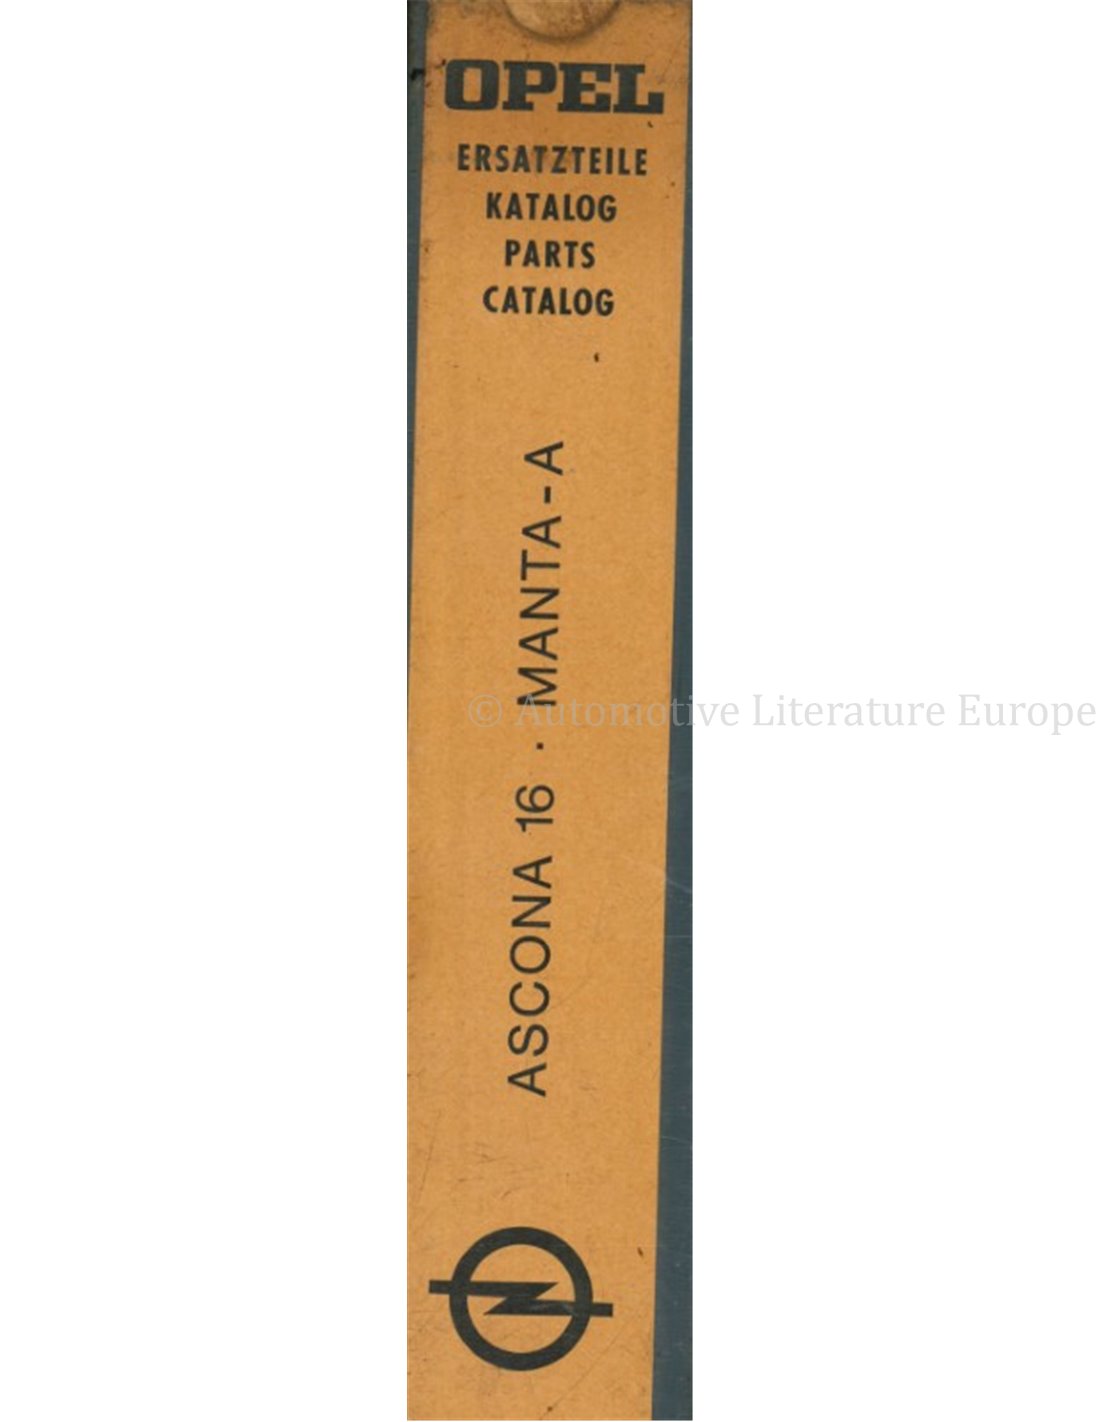 OPEL
ERSATZTEILE
KATALOG
PARTS
CATALOG
ASCONA 16 · MANTA-A
© Automotive Literature Europe